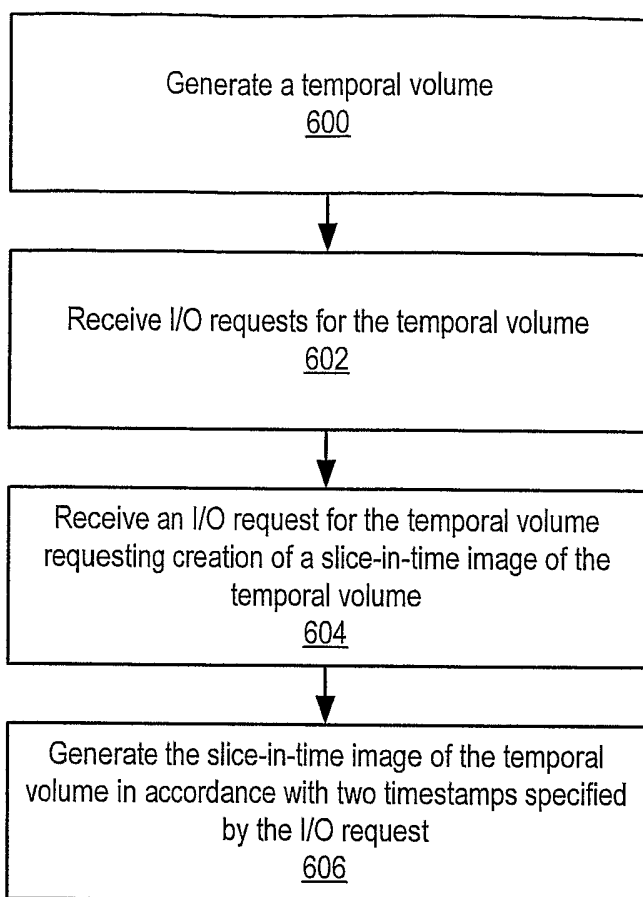 Generate a temporal volume
600
Receive I/O requests for the temporal volume
602
Receive an I/O request for the temporal volume
requesting creation of a slice-in-time image of the
temporal volume
604
Generate the slice-in-time image of the temporal
volume in accordance with two timestamps specified
by the I/O request
606